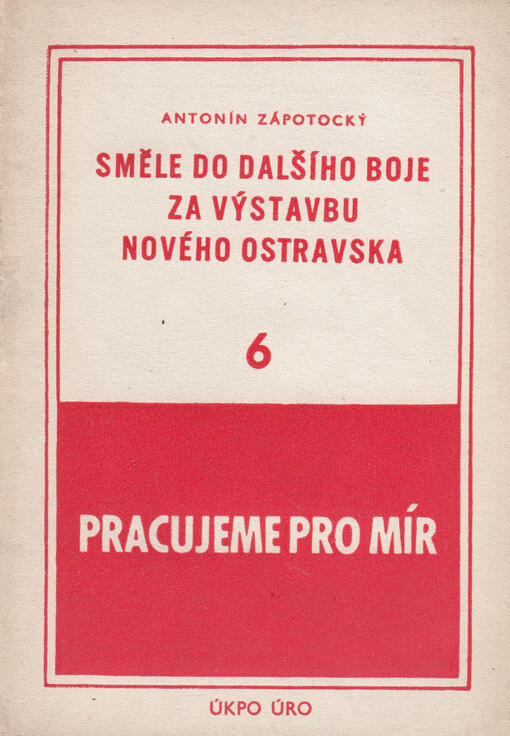 ANTONÍN ZÁPOTOCKÝ
SMĚLE DO DALŠÍHO BOJE
ZA VÝSTAVBU
NOVÉHO OSTRAVSKA
6
PRACUJEME PRO MÍR
ÚKPO ÚRO